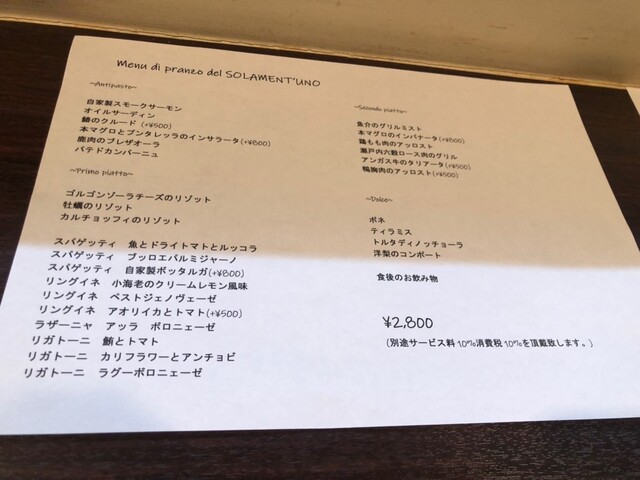 Menu di pranzo del SOLAMENT'UNO
~Antipasto~
自家製スモークサーモン
オイルサーディン
鰆のクルード (+¥500)
本マグロとプンタレッラのインサラータ(+¥800)
鹿肉のブレザオーラ
パテドカンパーニュ
~Primo piatto~
ゴルゴンゾーラチーズのリゾット
牡蠣のリゾット
カルチョッフィのリゾット
スパゲッティ 魚とドライトマトとルッコラ
スパゲッティ ブッロエパルミジャーノ
スパゲッティ 自家製ボッタルガ(+¥800)
リングイネ 小海老のクリームレモン風味
リングイネ ペストジェノヴェーゼ
リングイネ アオリイカとトマト(+¥500)
ラザーニャ アッラ ボロニェーゼ
リガトーニ 鮪とトマト
リガトーニ カリフラワーとアンチョビ
リガトーニ ラグーボロニェーゼ
~Secondo piatto~
魚介のグリルミスト
本マグロのインパナータ(+¥800)
鶏もも肉のアッロスト
瀬戸内六穀ロース肉のグリル
アンガス牛のタリアータ(+¥500)
鴨胸肉のアッロスト(+¥500)
~Dolce~
ボネ
ティラミス
トルタディノッチョーラ
洋梨のコンポート
食後のお飲み物
¥2,800
(別途サービス料10%消費税10%を頂戴致します。)